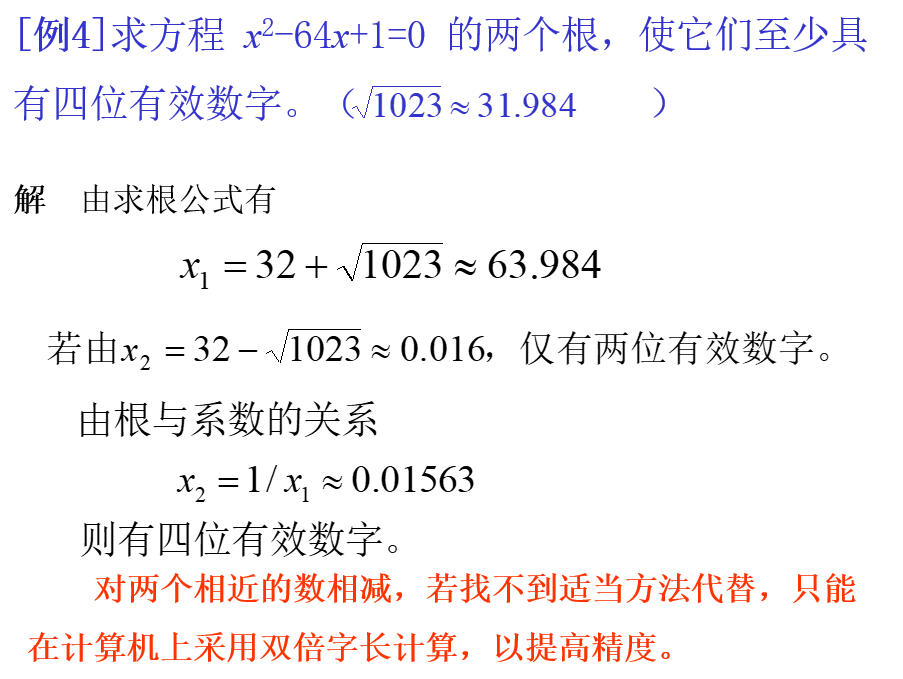 [例4]求方程 x²-64x+1=0 的两个根，使它们至少具
有四位有效数字。（√1023 ≈ 31.984 ）
解 由求根公式有
x₁ = 32 + √1023 ≈ 63.984
若由x₂ = 32 − √1023 ≈ 0.016，仅有两位有效数字。
由根与系数的关系
x₂ = 1/ x₁ ≈ 0.01563
则有四位有效数字。
对两个相近的数相减，若找不到适当方法代替，只能
在计算机上采用双倍字长计算，以提高精度。